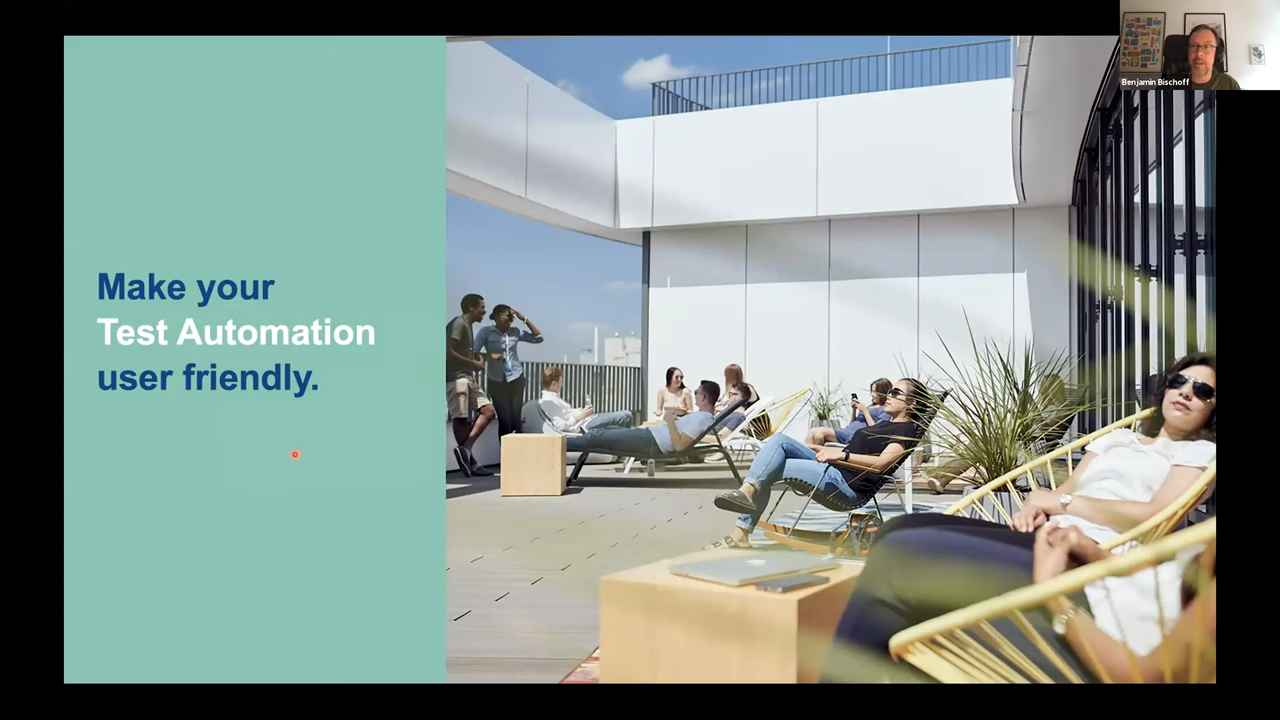 Make your
Test Automation
user friendly.
Benjamin Bischoff